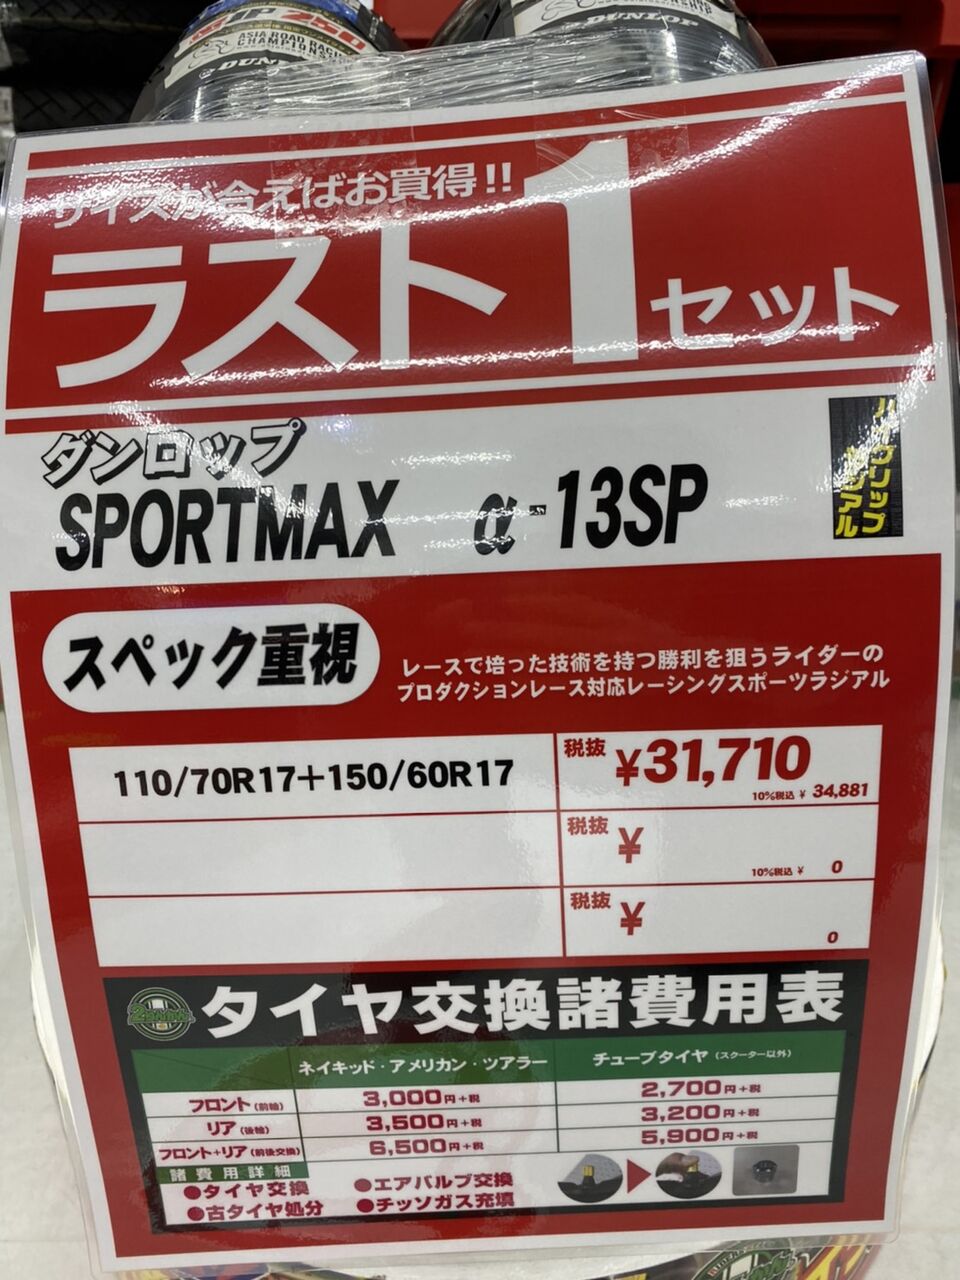 ASIA ROAD RACING
CHAMPIONSHIP
DUNLOP
サイズが合えばお買得!!
ラスト1セット
ダンロップ
SPORTMAX α-13SP
ハイグリップ
ラジアル
スペック重視
レースで培った技術を持つ勝利を狙うライダーの
プロダクションレース対応レーシングスポーツラジアル
110/70R17+150/60R17
税抜 ¥31,710
10%税込 ¥ 34,881
税抜 ¥
10%税込 ¥ 0
税抜 ¥
0
2りんかん
タイヤ交換諸費用表
ネイキッド・アメリカン・ツアラー チューブタイヤ (スクーター以外)
フロント (前輪) 3,000円+税 2,700円+税
リア (後輪) 3,500円+税 3,200円+税
フロント+リア (前後交換) 6,500円+税 5,900円+税
諸費用詳細
●タイヤ交換 ●エアバルブ交換
●古タイヤ処分 ●チッソガス充填